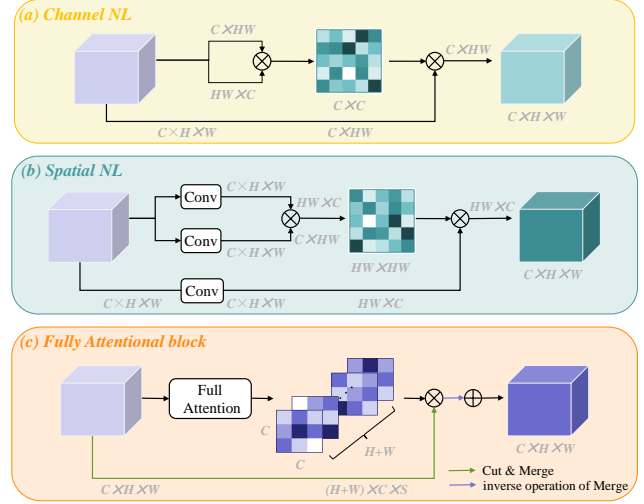 (a) Channel NL
C×HW
HW×C
C×C
C×HW
C×H×W
C×H×W
C×HW
(b) Spatial NL
Conv
C×H×W
HW×C
Conv
C×HW
C×H×W
HW×HW
HW×C
C×H×W
C×H×W
Conv
C×H×W
HW×C
(c) Fully Attentional block
Full
Attention
C
C
H+W
C×H×W
C×H×W
(H+W)×C×S
Cut & Merge
inverse operation of Merge